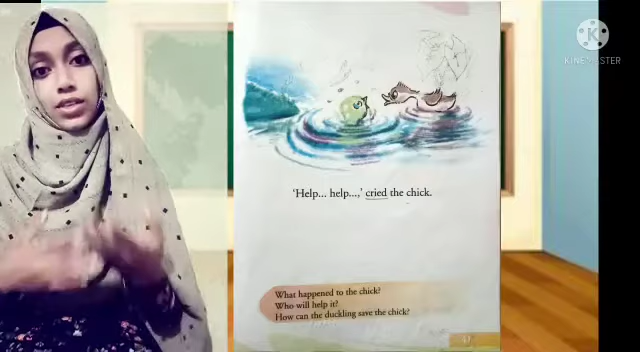 KINEMASTER
'Help... help...,' cried the chick.
What happened to the chick?
Who will help it?
How can the duckling save the chick?